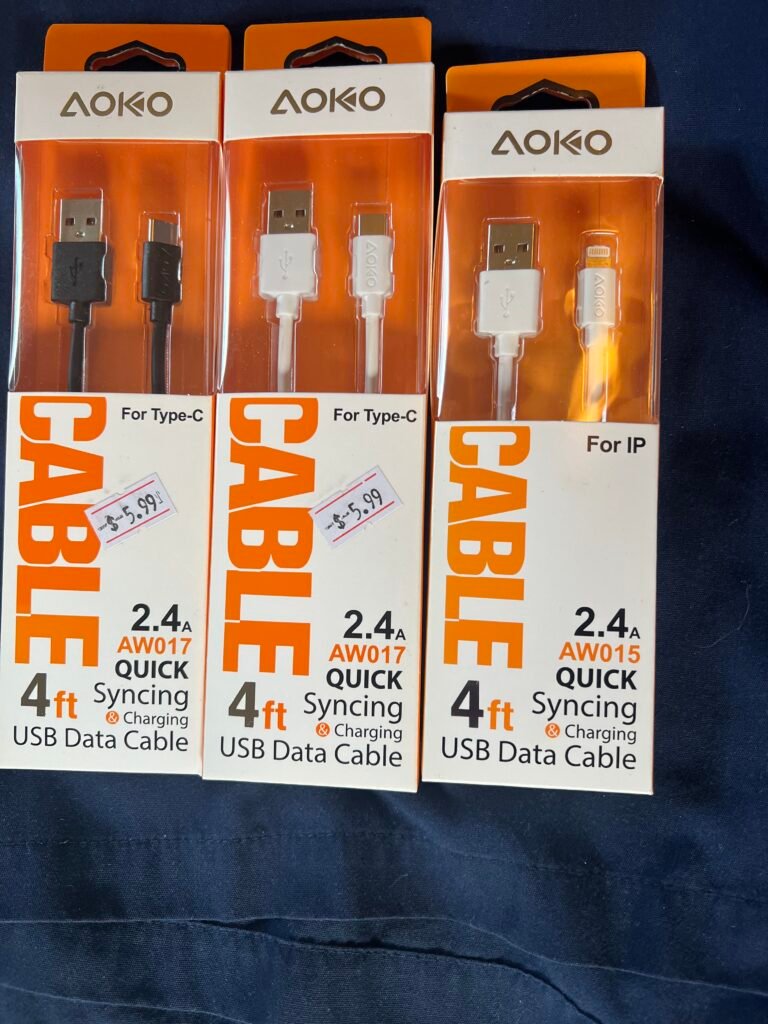 AOKO
For Type-C
CABLE
$ 5.99
2.4A
AW017
QUICK
4ft Syncing
& Charging
USB Data Cable
AOKO
AOKO
For Type-C
CABLE
$ 5.99
2.4A
AW017
QUICK
4ft Syncing
& Charging
USB Data Cable
AOKO
AOKO
For IP
CABLE
2.4A
AW015
QUICK
4ft Syncing
& Charging
USB Data Cable